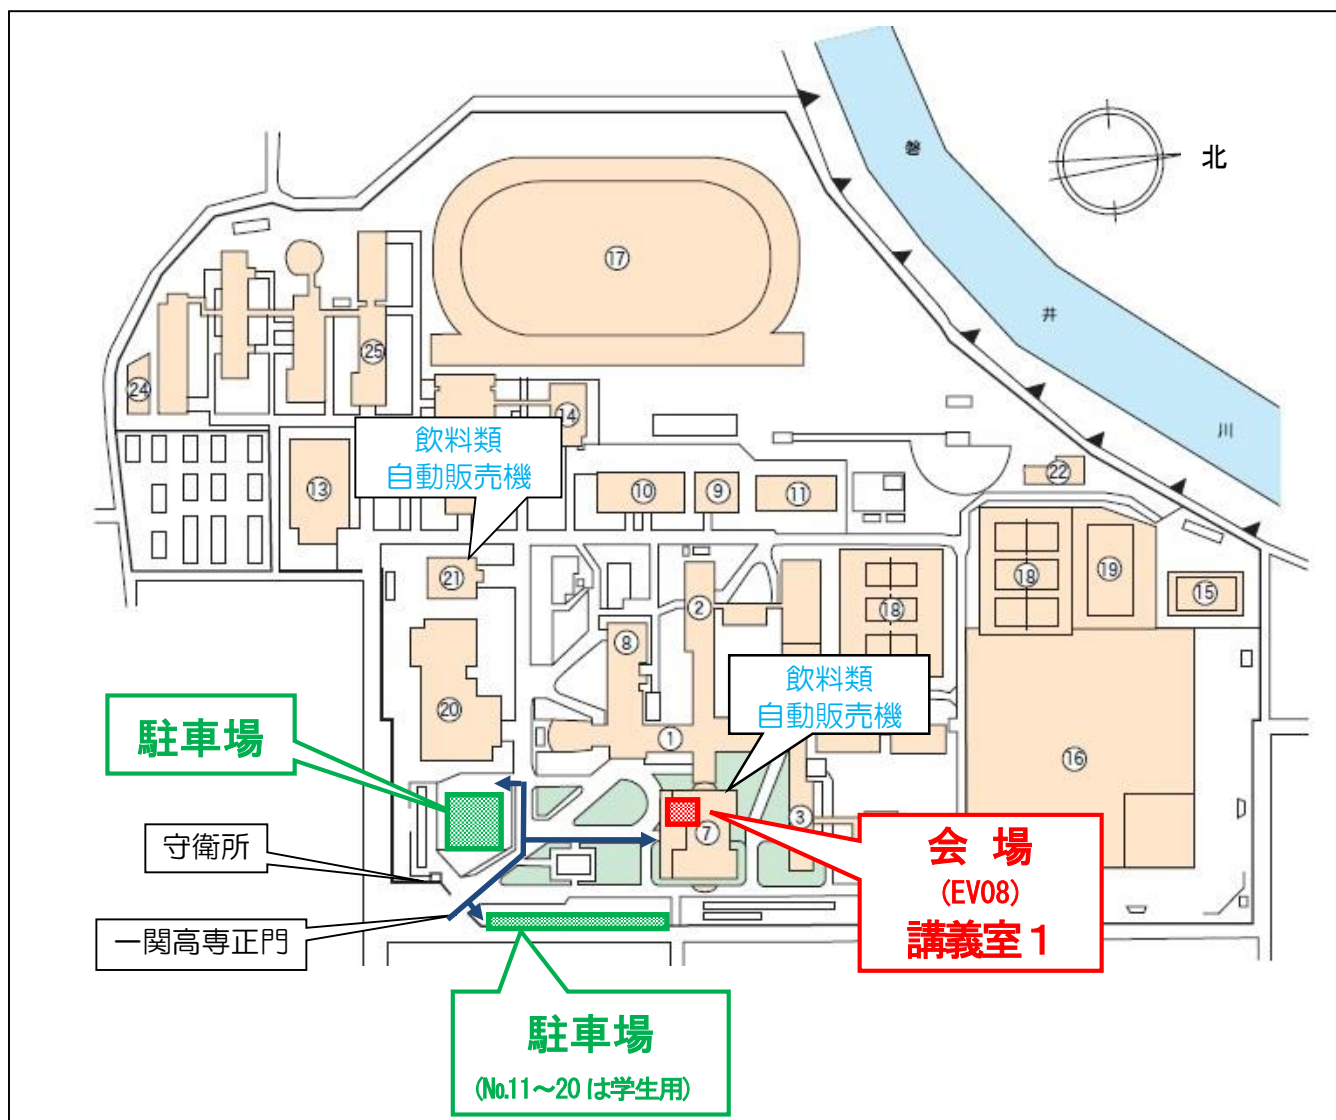 磐
井
川
北
⑰
㉕
㉔
⑭
飲料類
自動販売機
⑬
⑩
⑨
⑪
㉒
㉑
②
⑱
⑱
⑲
⑮
⑧
飲料類
自動販売機
⑳
①
⑯
駐車場
⑦
③
守衛所
会 場
(EV08)
講義室１
一関高専正門
駐車場
(No.11～20 は学生用)